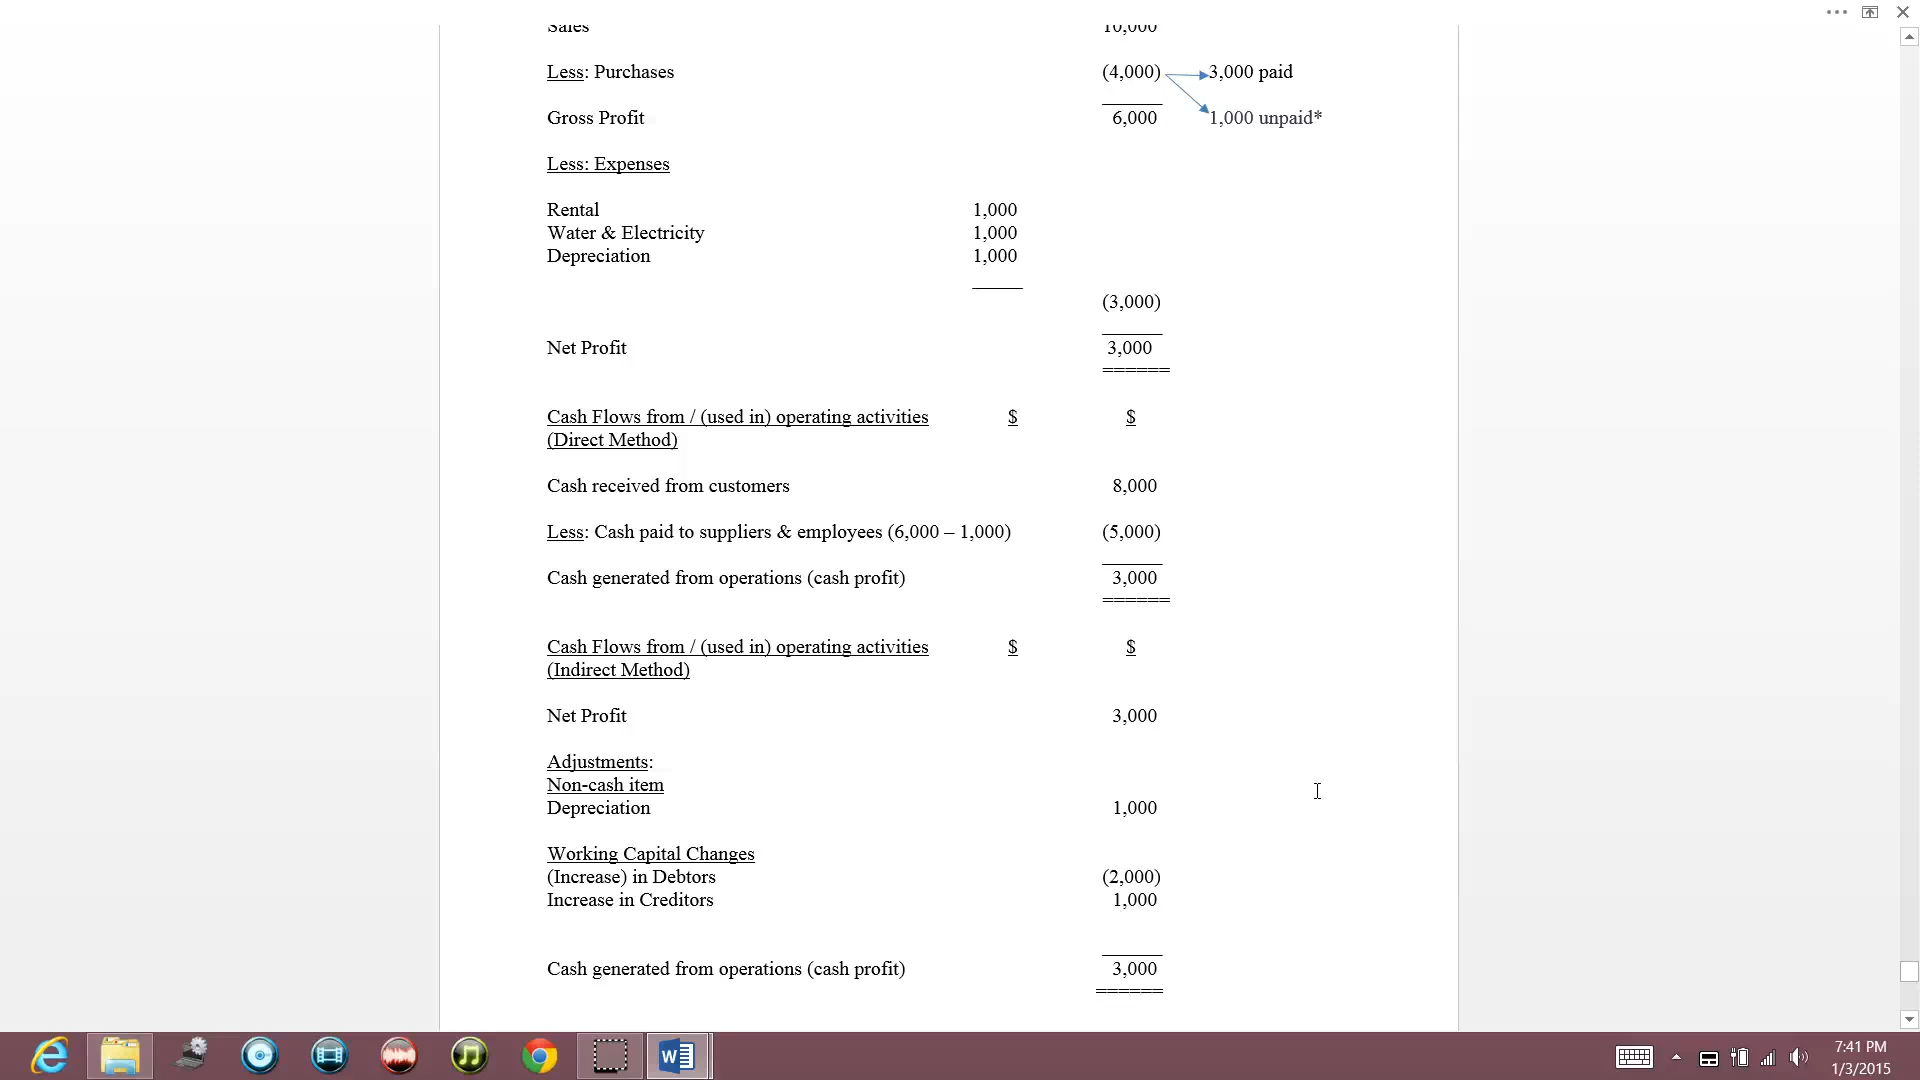 Sales 10,000
Less: Purchases (4,000) 3,000 paid
Gross Profit 6,000 1,000 unpaid*
Less: Expenses
Rental 1,000
Water & Electricity 1,000
Depreciation 1,000
(3,000)
Net Profit 3,000
======
Cash Flows from / (used in) operating activities $ $
(Direct Method)
Cash received from customers 8,000
Less: Cash paid to suppliers & employees (6,000 – 1,000) (5,000)
Cash generated from operations (cash profit) 3,000
======
Cash Flows from / (used in) operating activities $ $
(Indirect Method)
Net Profit 3,000
Adjustments:
Non-cash item
Depreciation 1,000
Working Capital Changes
(Increase) in Debtors (2,000)
Increase in Creditors 1,000
Cash generated from operations (cash profit) 3,000
======
7:41 PM
1/3/2015